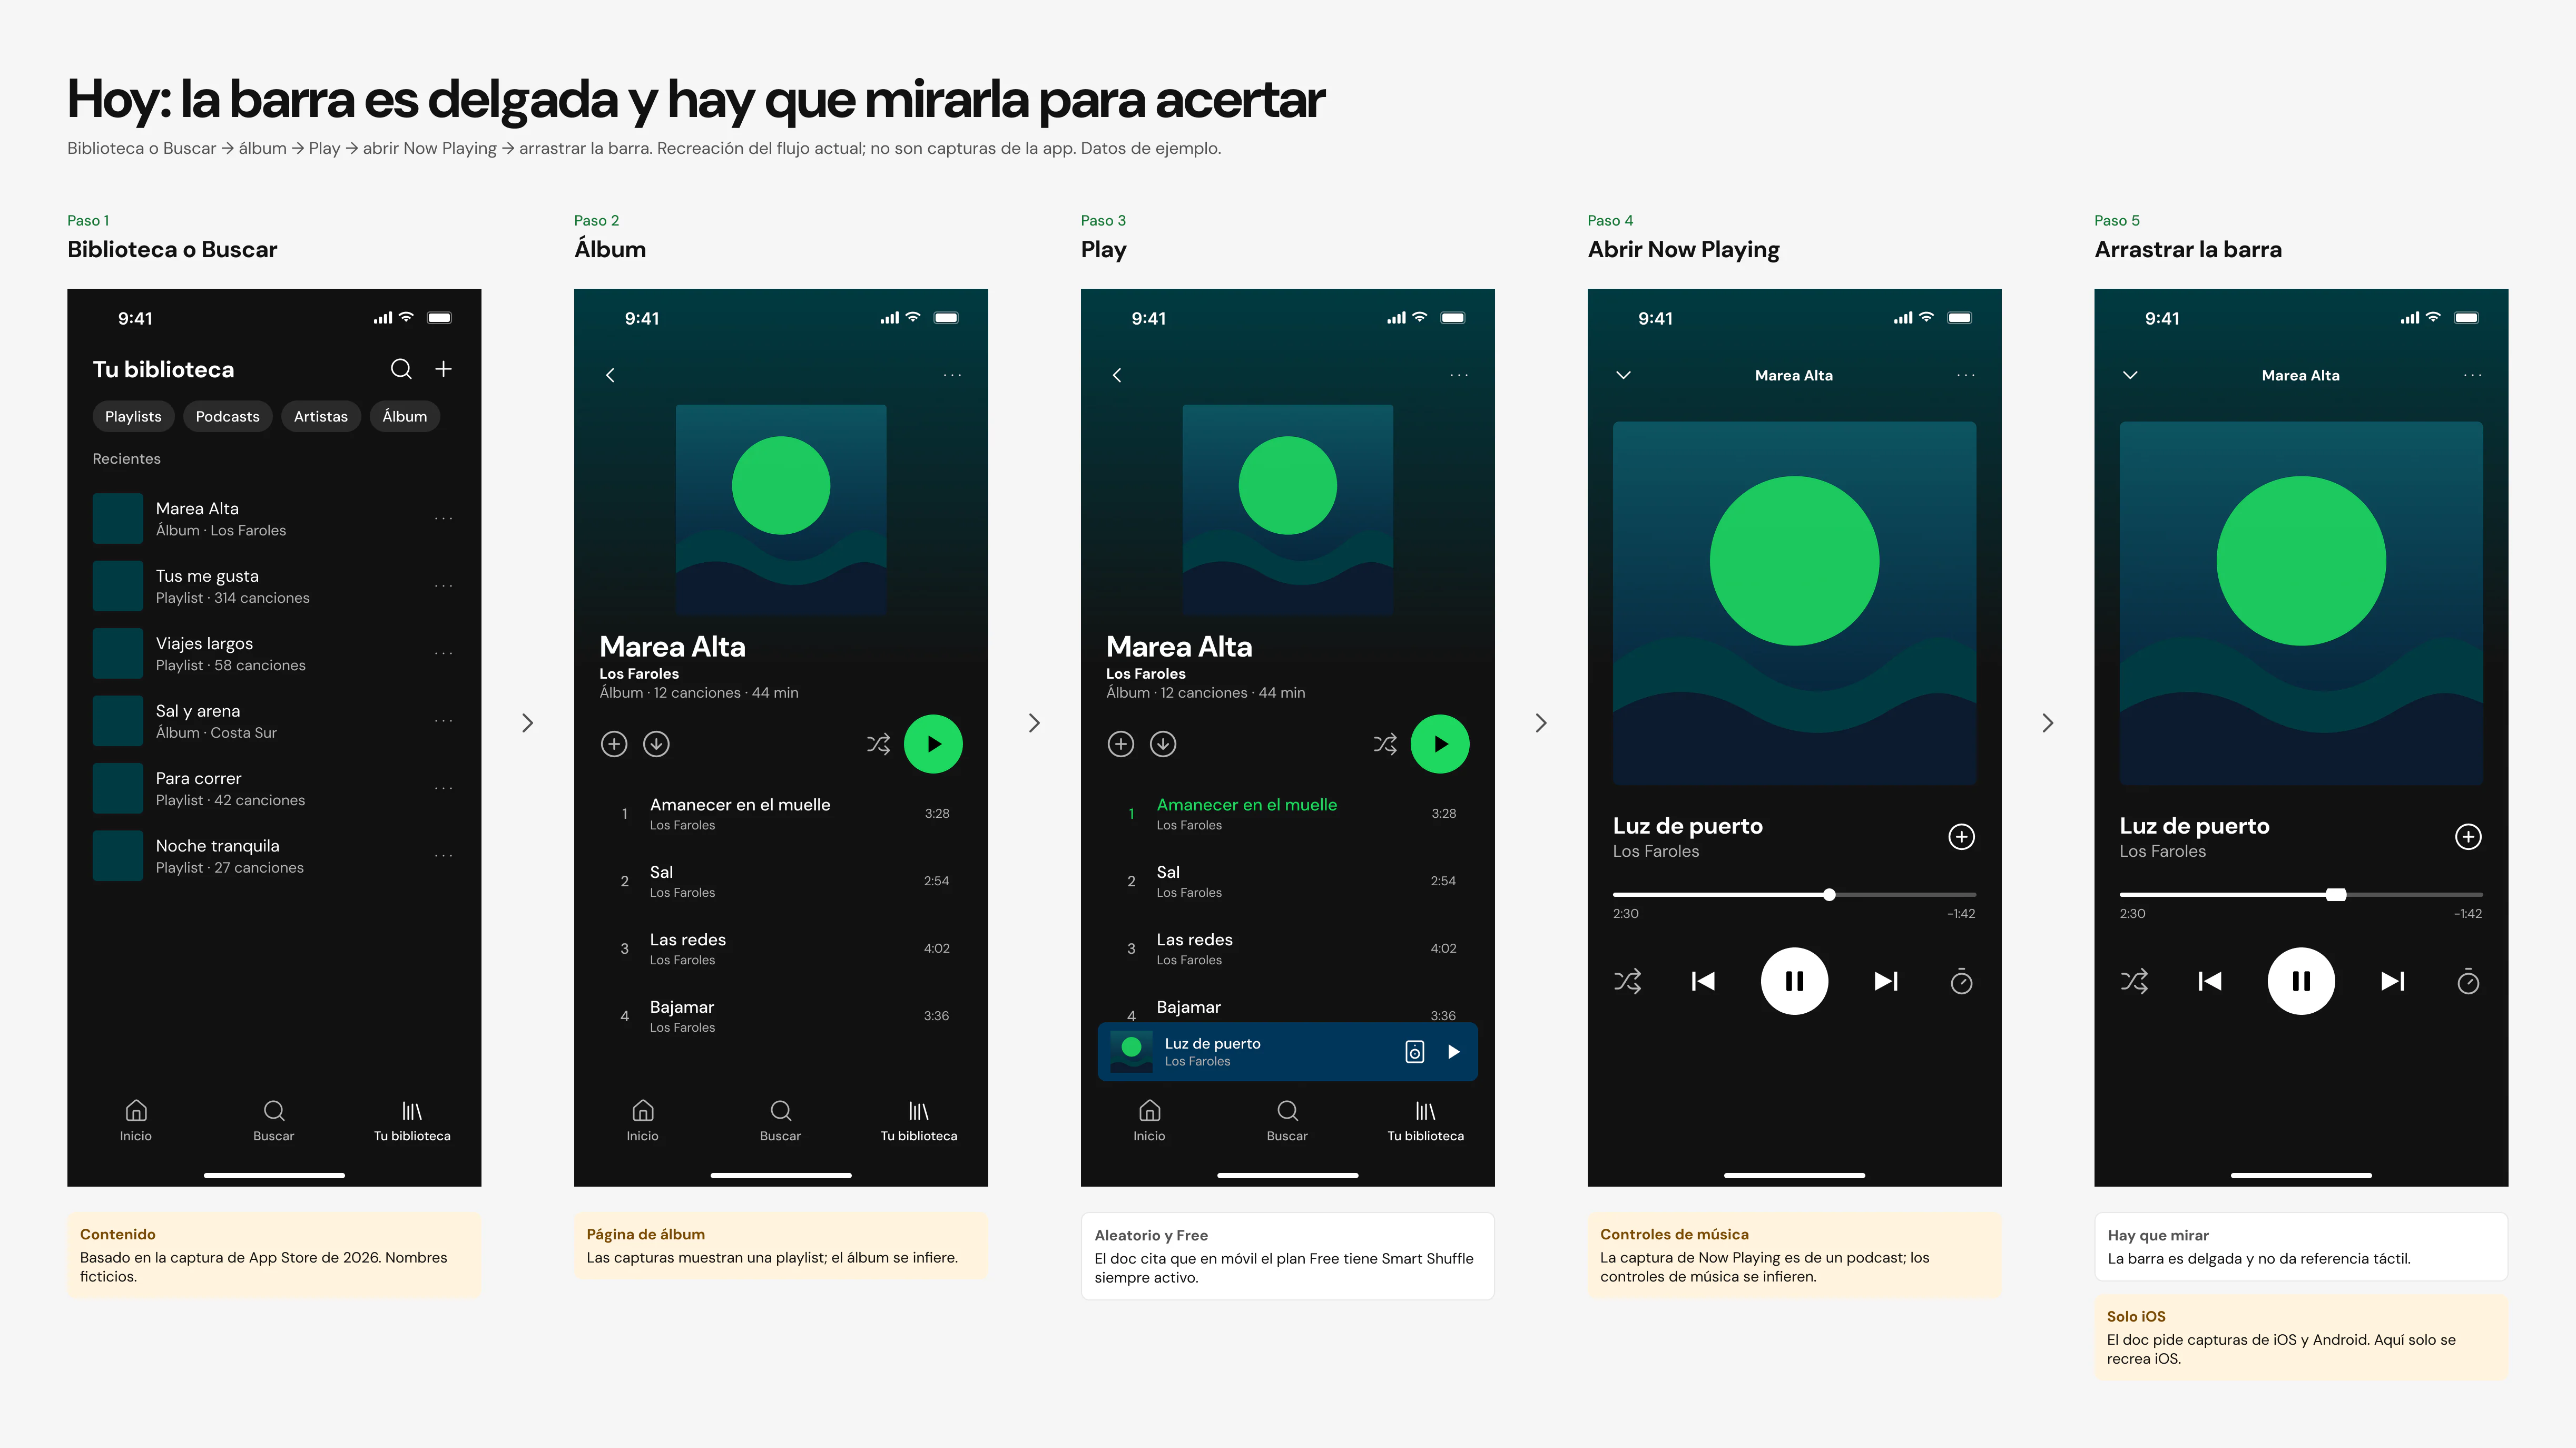 Hoy: la barra es delgada y hay que mirarla para acertar
Biblioteca o Buscar → álbum → Play → abrir Now Playing → arrastrar la barra. Recreación del flujo actual; no son capturas de la app. Datos de ejemplo.
Paso 1
Biblioteca o Buscar
9:41
Tu biblioteca
Playlists
Podcasts
Artistas
Álbum
Recientes
Marea Alta
Álbum · Los Faroles
Tus me gusta
Playlist · 314 canciones
Viajes largos
Playlist · 58 canciones
Sal y arena
Álbum · Costa Sur
Para correr
Playlist · 42 canciones
Noche tranquila
Playlist · 27 canciones
Inicio
Buscar
Tu biblioteca
Contenido
Basado en la captura de App Store de 2026. Nombres
ficticios.
Paso 2
Álbum
9:41
Marea Alta
Los Faroles
Álbum · 12 canciones · 44 min
1
Amanecer en el muelle
Los Faroles
3:28
2
Sal
Los Faroles
2:54
3
Las redes
Los Faroles
4:02
4
Bajamar
Los Faroles
3:36
Inicio
Buscar
Tu biblioteca
Página de álbum
Las capturas muestran una playlist; el álbum se infiere.
Paso 3
Play
9:41
Marea Alta
Los Faroles
Álbum · 12 canciones · 44 min
1
Amanecer en el muelle
Los Faroles
3:28
2
Sal
Los Faroles
2:54
3
Las redes
Los Faroles
4:02
4
Bajamar
3:36
Luz de puerto
Los Faroles
Inicio
Buscar
Tu biblioteca
Aleatorio y Free
El doc cita que en móvil el plan Free tiene Smart Shuffle
siempre activo.
Paso 4
Abrir Now Playing
9:41
Marea Alta
Luz de puerto
Los Faroles
2:30
-1:42
Controles de música
La captura de Now Playing es de un podcast; los
controles de música se infieren.
Paso 5
Arrastrar la barra
9:41
Marea Alta
Luz de puerto
Los Faroles
2:30
-1:42
Hay que mirar
La barra es delgada y no da referencia táctil.
Solo iOS
El doc pide capturas de iOS y Android. Aquí solo se
recrea iOS.